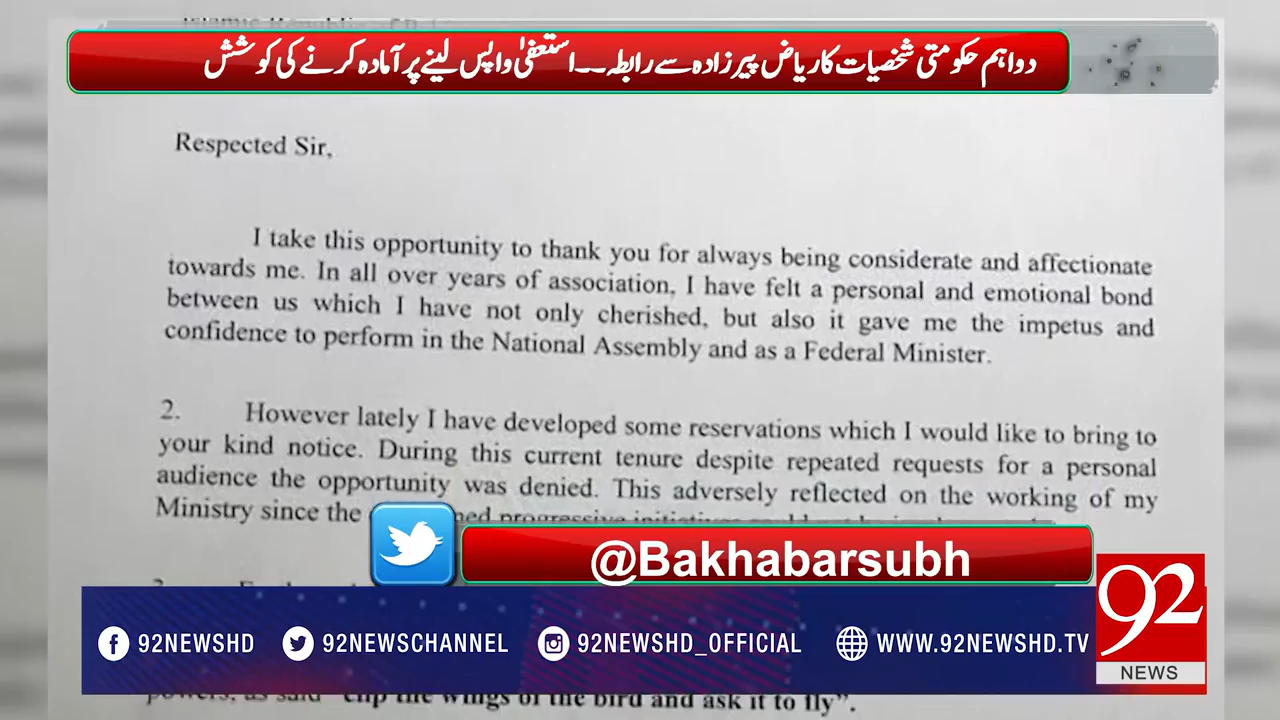 Islamic Republic
دو اہم حکومتی شخصیات کا ریاض پیرزادہ سے رابطہ۔۔استعفیٰ واپس لینے پر آمادہ کرنے کی کوشش
Respected Sir,
I take this opportunity to thank you for always being considerate and affectionate
towards me. In all over years of association, I have felt a personal and emotional bond
between us which I have not only cherished, but also it gave me the impetus and
confidence to perform in the National Assembly and as a Federal Minister.
2. However lately I have developed some reservations which I would like to bring to
your kind notice. During this current tenure despite repeated requests for a personal
audience the opportunity was denied. This adversely reflected on the working of my
Ministry since the progressive initiatives
@Bakhabarsubh
92NEWSHD 92NEWSCHANNEL 92NEWSHD_OFFICIAL WWW.92NEWSHD.TV
92
NEWS
powers, as said "clip the wings of the bird and ask it to fly".